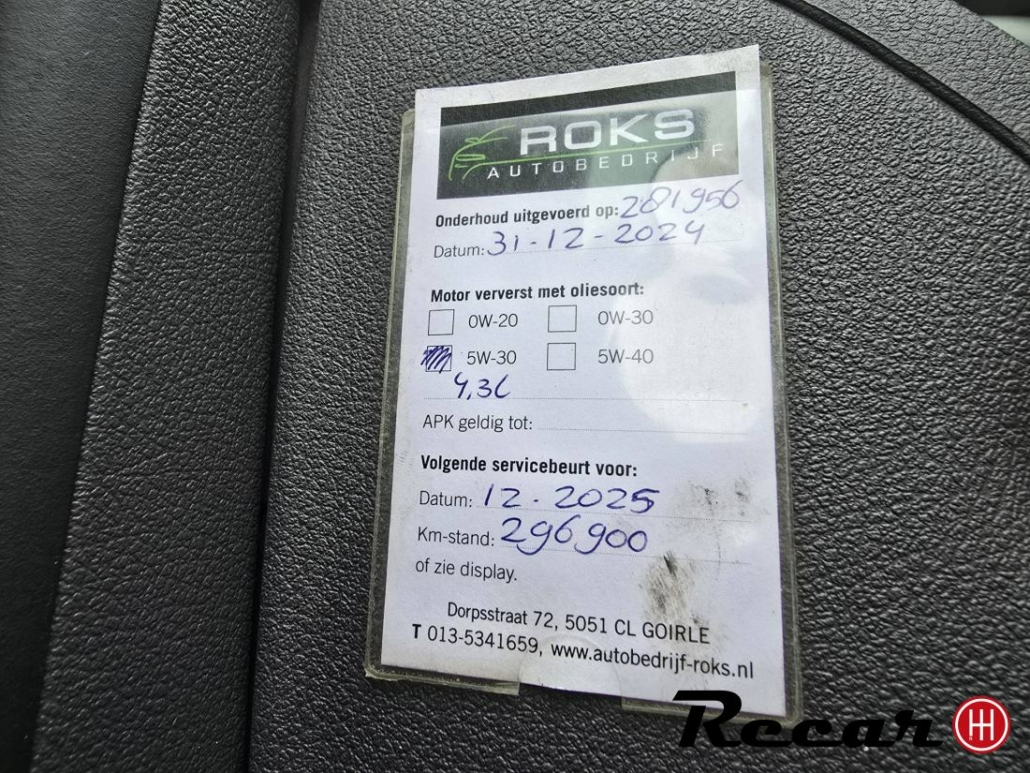 ROKS
AUTOBEDRIJF
Onderhoud uitgevoerd op: 281956
Datum: 31-12-2024
Motor ververst met oliesoort:
0W-20 0W-30
5W-30 5W-40
4,3L
APK geldig tot:
Volgende servicebeurt voor:
Datum: 12-2025
Km-stand: 296900
of zie display.
Dorpsstraat 72, 5051 CL GOIRLE
T 013-5341659, www.autobedrijf-roks.nl
Recar